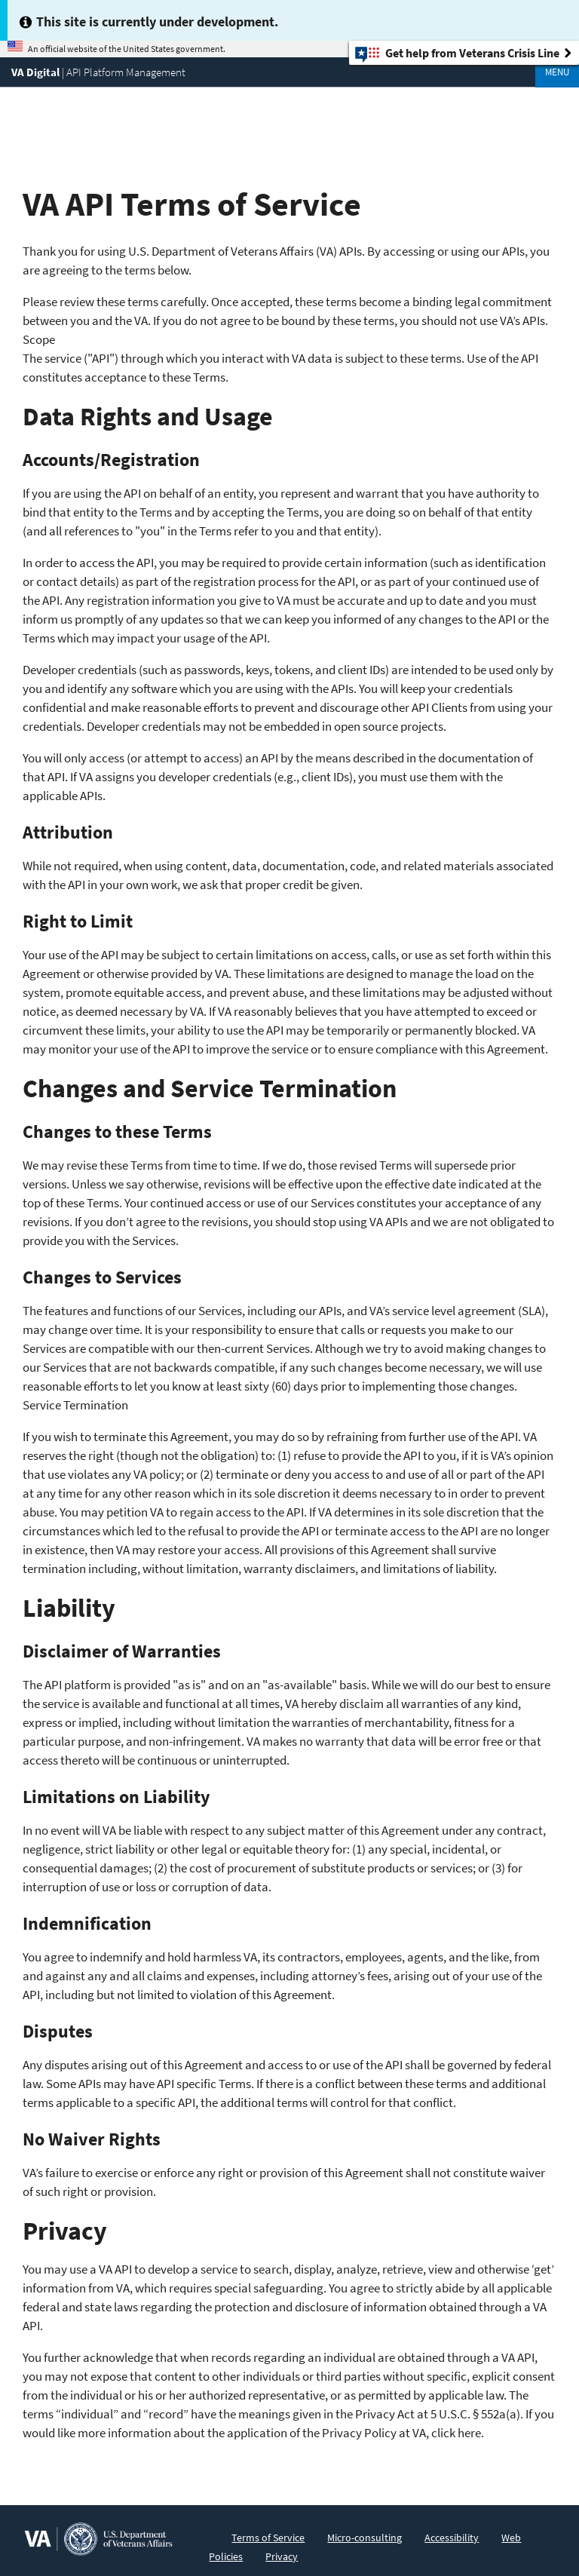 This site is currently under development.
An official website of the United States government.
Get help from Veterans Crisis Line
VA Digital | API Platform Management
MENU
VA API Terms of Service
Thank you for using U.S. Department of Veterans Affairs (VA) APIs. By accessing or using our APIs, you
are agreeing to the terms below.
Please review these terms carefully. Once accepted, these terms become a binding legal commitment
between you and the VA. If you do not agree to be bound by these terms, you should not use VA’s APIs.
Scope
The service ("API") through which you interact with VA data is subject to these terms. Use of the API
constitutes acceptance to these Terms.
Data Rights and Usage
Accounts/Registration
If you are using the API on behalf of an entity, you represent and warrant that you have authority to
bind that entity to the Terms and by accepting the Terms, you are doing so on behalf of that entity
(and all references to "you" in the Terms refer to you and that entity).
In order to access the API, you may be required to provide certain information (such as identification
or contact details) as part of the registration process for the API, or as part of your continued use of
the API. Any registration information you give to VA must be accurate and up to date and you must
inform us promptly of any updates so that we can keep you informed of any changes to the API or the
Terms which may impact your usage of the API.
Developer credentials (such as passwords, keys, tokens, and client IDs) are intended to be used only by
you and identify any software which you are using with the APIs. You will keep your credentials
confidential and make reasonable efforts to prevent and discourage other API Clients from using your
credentials. Developer credentials may not be embedded in open source projects.
You will only access (or attempt to access) an API by the means described in the documentation of
that API. If VA assigns you developer credentials (e.g., client IDs), you must use them with the
applicable APIs.
Attribution
While not required, when using content, data, documentation, code, and related materials associated
with the API in your own work, we ask that proper credit be given.
Right to Limit
Your use of the API may be subject to certain limitations on access, calls, or use as set forth within this
Agreement or otherwise provided by VA. These limitations are designed to manage the load on the
system, promote equitable access, and prevent abuse, and these limitations may be adjusted without
notice, as deemed necessary by VA. If VA reasonably believes that you have attempted to exceed or
circumvent these limits, your ability to use the API may be temporarily or permanently blocked. VA
may monitor your use of the API to improve the service or to ensure compliance with this Agreement.
Changes and Service Termination
Changes to these Terms
We may revise these Terms from time to time. If we do, those revised Terms will supersede prior
versions. Unless we say otherwise, revisions will be effective upon the effective date indicated at the
top of these Terms. Your continued access or use of our Services constitutes your acceptance of any
revisions. If you don’t agree to the revisions, you should stop using VA APIs and we are not obligated to
provide you with the Services.
Changes to Services
The features and functions of our Services, including our APIs, and VA’s service level agreement (SLA),
may change over time. It is your responsibility to ensure that calls or requests you make to our
Services are compatible with our then-current Services. Although we try to avoid making changes to
our Services that are not backwards compatible, if any such changes become necessary, we will use
reasonable efforts to let you know at least sixty (60) days prior to implementing those changes.
Service Termination
If you wish to terminate this Agreement, you may do so by refraining from further use of the API. VA
reserves the right (though not the obligation) to: (1) refuse to provide the API to you, if it is VA’s opinion
that use violates any VA policy; or (2) terminate or deny you access to and use of all or part of the API
at any time for any other reason which in its sole discretion it deems necessary to in order to prevent
abuse. You may petition VA to regain access to the API. If VA determines in its sole discretion that the
circumstances which led to the refusal to provide the API or terminate access to the API are no longer
in existence, then VA may restore your access. All provisions of this Agreement shall survive
termination including, without limitation, warranty disclaimers, and limitations of liability.
Liability
Disclaimer of Warranties
The API platform is provided "as is" and on an "as-available" basis. While we will do our best to ensure
the service is available and functional at all times, VA hereby disclaim all warranties of any kind,
express or implied, including without limitation the warranties of merchantability, fitness for a
particular purpose, and non-infringement. VA makes no warranty that data will be error free or that
access thereto will be continuous or uninterrupted.
Limitations on Liability
In no event will VA be liable with respect to any subject matter of this Agreement under any contract,
negligence, strict liability or other legal or equitable theory for: (1) any special, incidental, or
consequential damages; (2) the cost of procurement of substitute products or services; or (3) for
interruption of use or loss or corruption of data.
Indemnification
You agree to indemnify and hold harmless VA, its contractors, employees, agents, and the like, from
and against any and all claims and expenses, including attorney’s fees, arising out of your use of the
API, including but not limited to violation of this Agreement.
Disputes
Any disputes arising out of this Agreement and access to or use of the API shall be governed by federal
law. Some APIs may have API specific Terms. If there is a conflict between these terms and additional
terms applicable to a specific API, the additional terms will control for that conflict.
No Waiver Rights
VA’s failure to exercise or enforce any right or provision of this Agreement shall not constitute waiver
of such right or provision.
Privacy
You may use a VA API to develop a service to search, display, analyze, retrieve, view and otherwise ‘get’
information from VA, which requires special safeguarding. You agree to strictly abide by all applicable
federal and state laws regarding the protection and disclosure of information obtained through a VA
API.
You further acknowledge that when records regarding an individual are obtained through a VA API,
you may not expose that content to other individuals or third parties without specific, explicit consent
from the individual or his or her authorized representative, or as permitted by applicable law. The
terms “individual” and “record” have the meanings given in the Privacy Act at 5 U.S.C. § 552a(a). If you
would like more information about the application of the Privacy Policy at VA, click here.
VA U.S. Department
of Veterans Affairs
Terms of Service Micro-consulting Accessibility Web
Policies Privacy